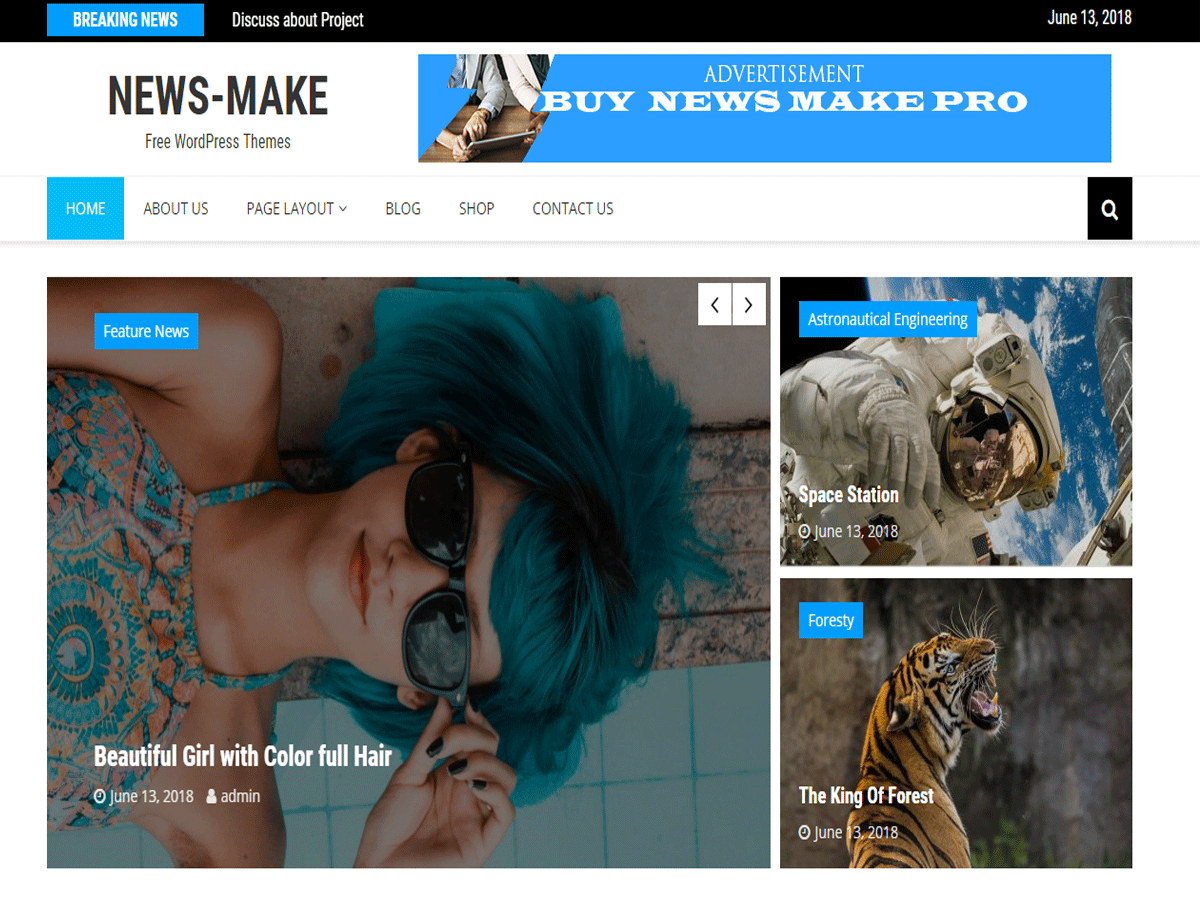 BREAKING NEWS
Discuss about Project
June 13, 2018
NEWS-MAKE
Free WordPress Themes
ADVERTISEMENT
BUY NEWS MAKE PRO
HOME
ABOUT US
PAGE LAYOUT
BLOG
SHOP
CONTACT US
Feature News
Beautiful Girl with Color full Hair
June 13, 2018 admin
Astronautical Engineering
Space Station
June 13, 2018
Foresty
The King Of Forest
June 13, 2018